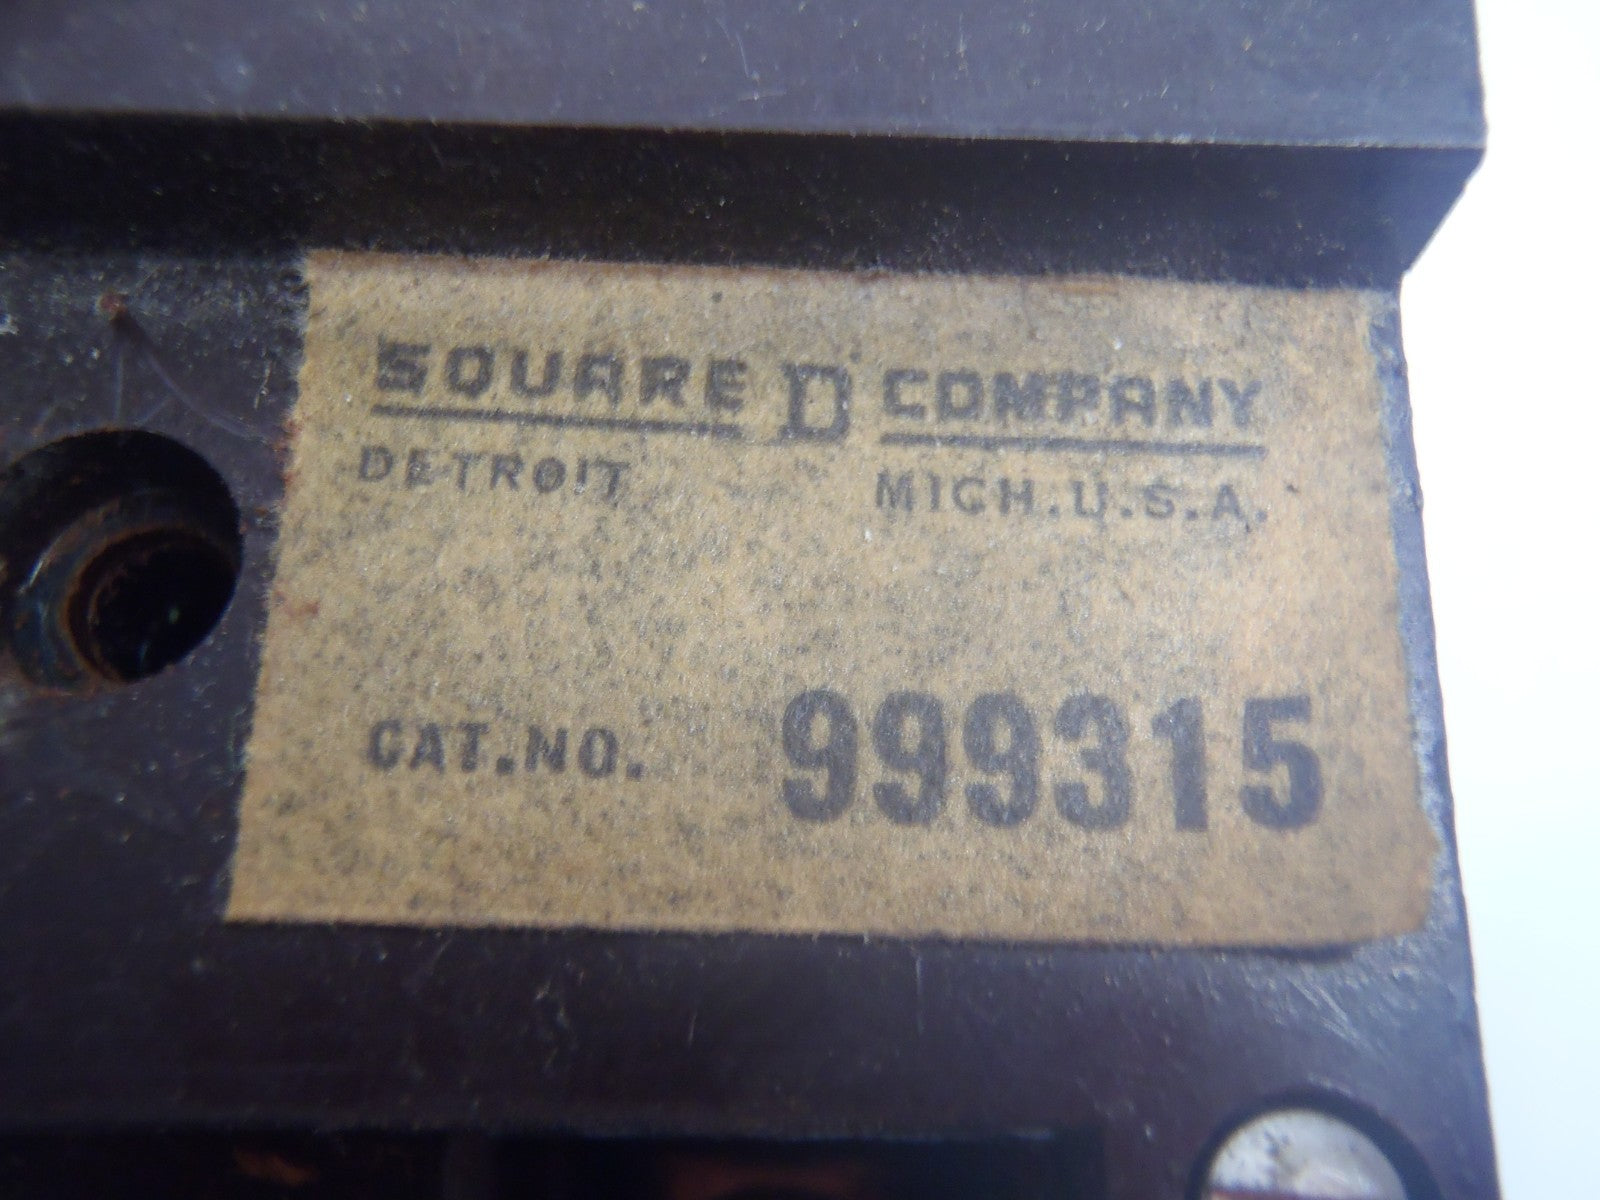 SQUARE D COMPANY
DETROIT MICH.U.S.A.
CAT.NO. 999315